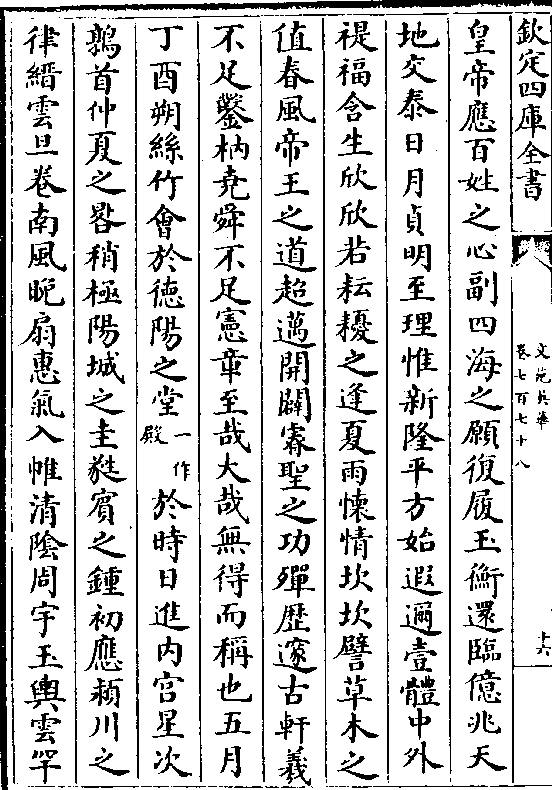 欽定四庫全書
文苑英華
卷七百七十八
十六
皇帝應百姓之心副四海之願復履玉衡還臨億兆天
地交泰日月貞明至理惟新隆平方始遐邇壹體中外
禔福含生欣欣若耘耰之逢夏雨懷情坎坎譬草木之
值春風帝王之道超邁開闢睿聖之功殫歷邃古軒羲
不足鑿枘堯舜不足憲章至哉大哉無得而稱也五月
丁酉朔絲竹會於德陽之堂一作殿於時日進内宫星次
鶉首仲夏之晷稍極陽城之圭蕤賓之鍾初應潁川之
律縉雲旦卷南風晚扇惠氣入帷清陰周宇玉輿雲罕